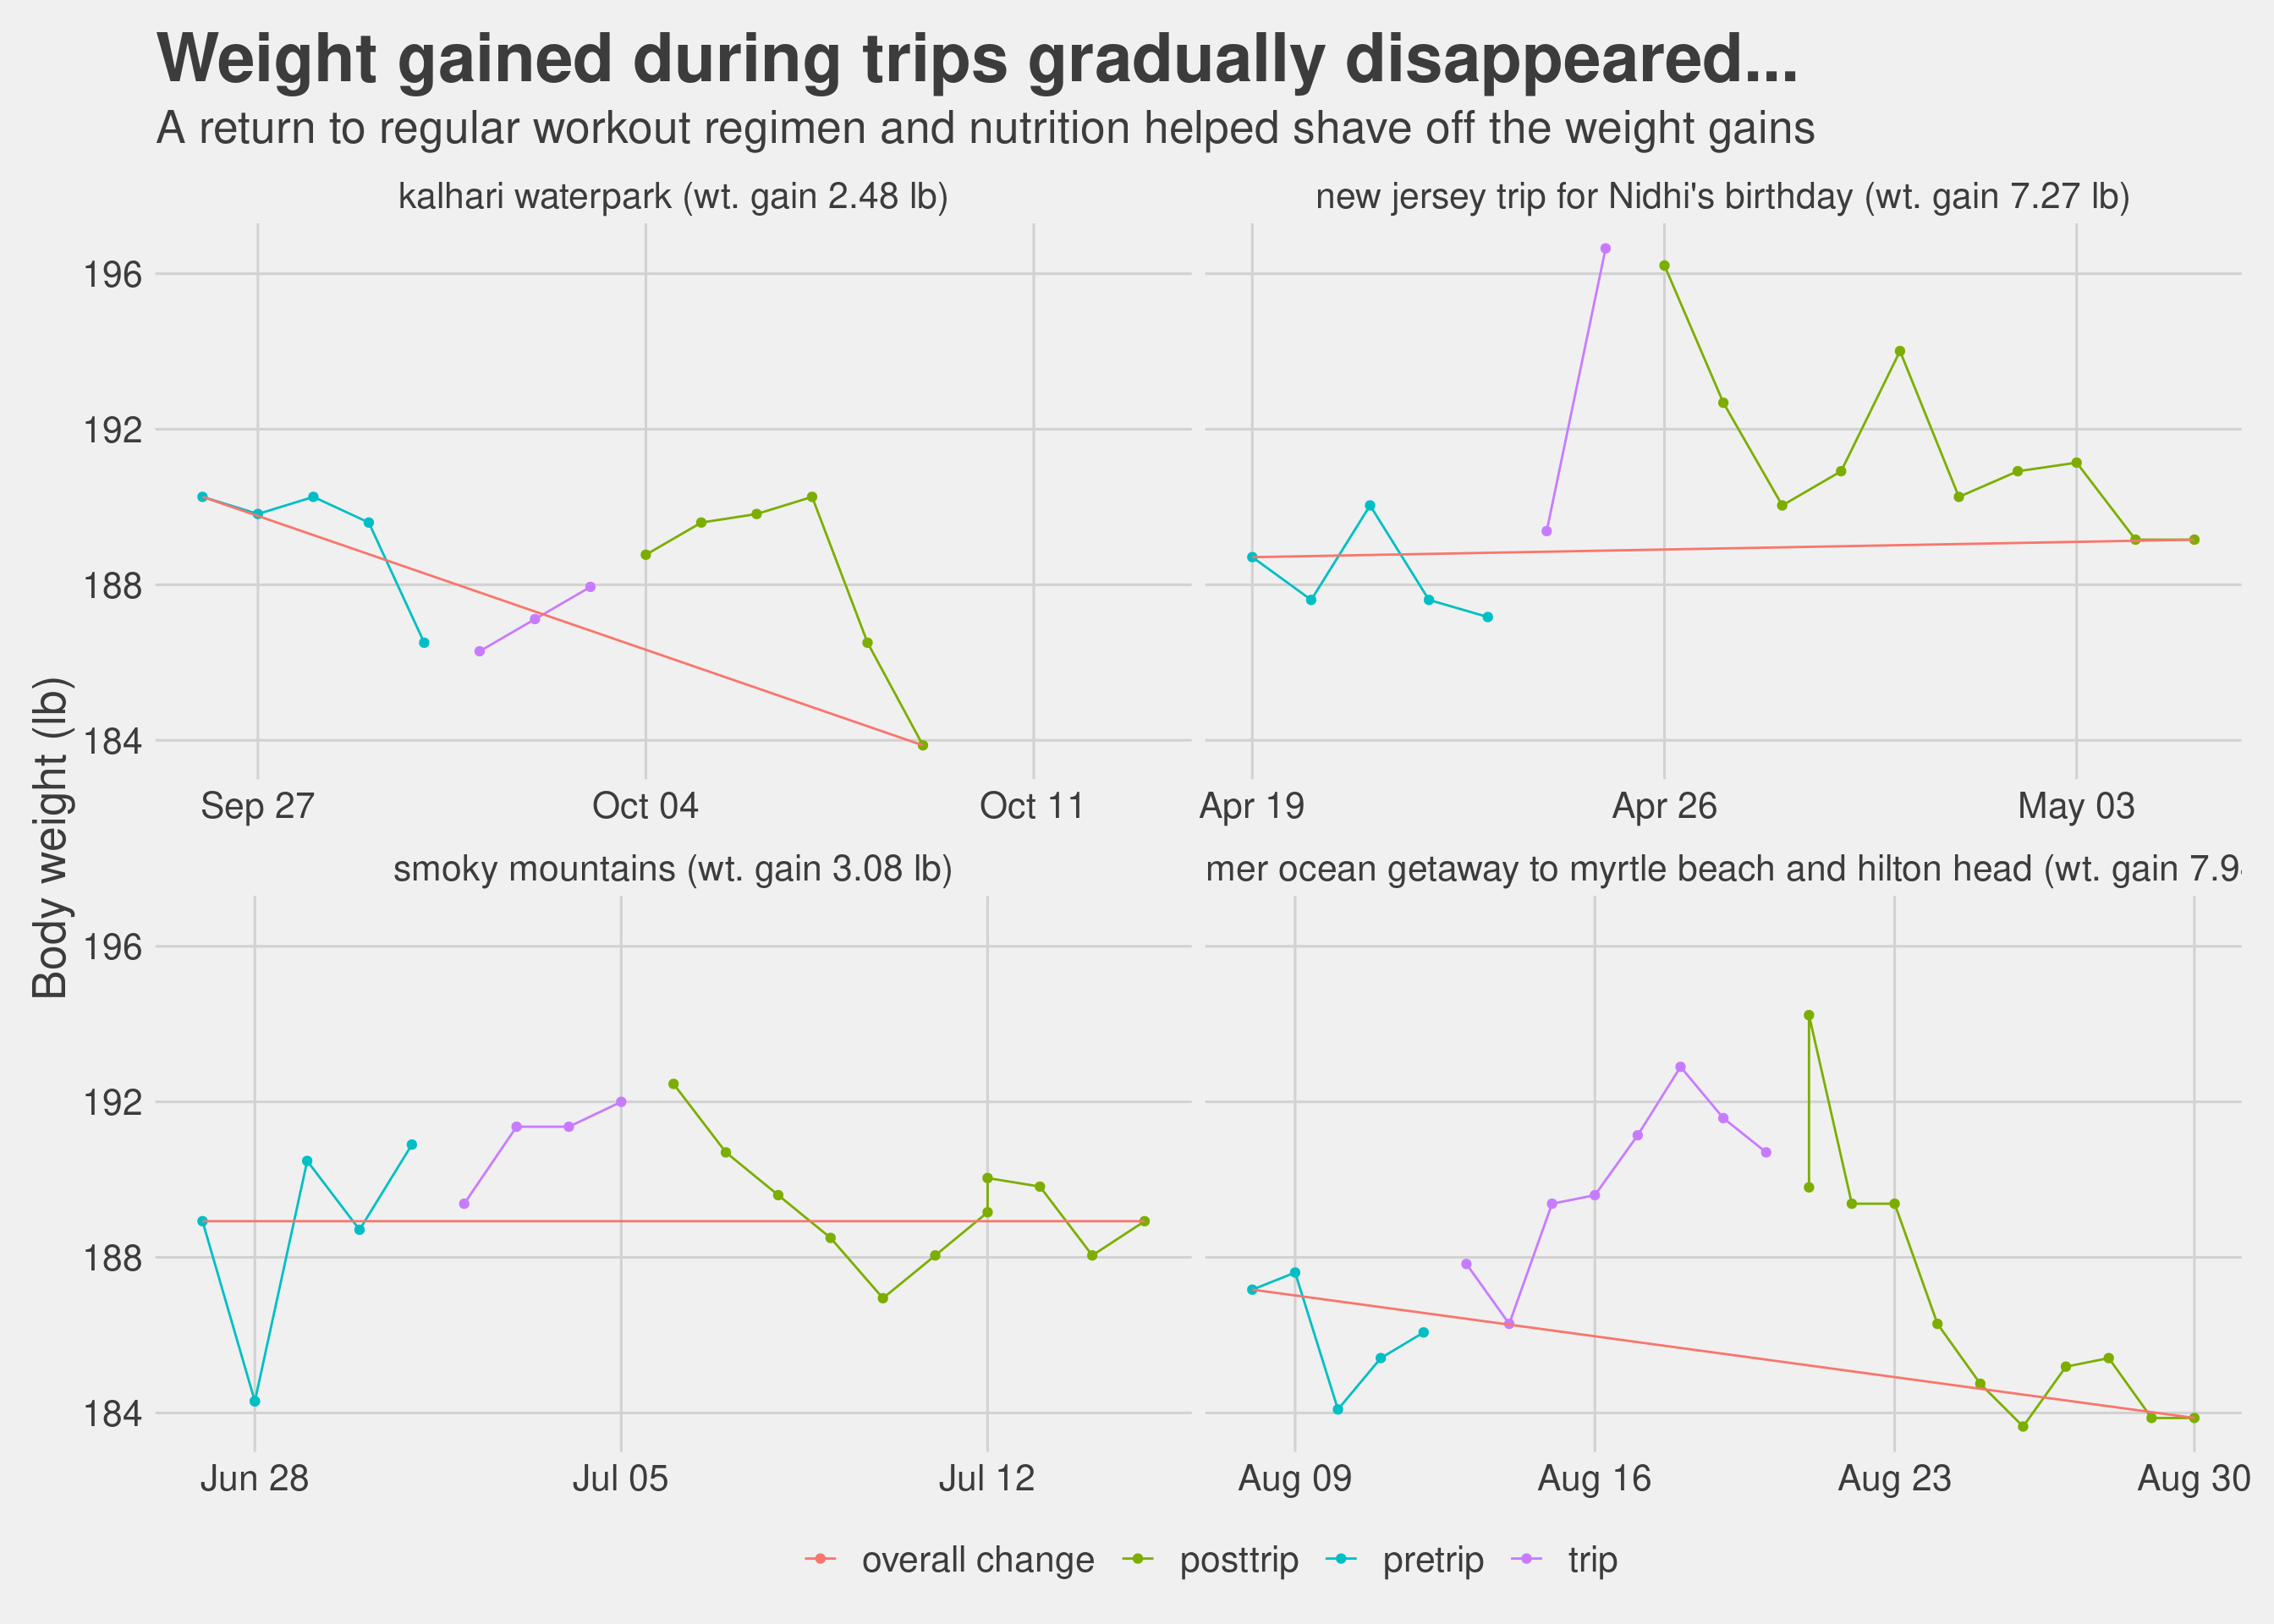 Weight gained during trips gradually disappeared...
A return to regular workout regimen and nutrition helped shave off the weight gains
kalhari waterpark (wt. gain 2.48 lb)
new jersey trip for Nidhi's birthday (wt. gain 7.27 lb)
196
192
188
184
Sep 27
Oct 04
Oct 11
Apr 19
Apr 26
May 03
Body weight (lb)
smoky mountains (wt. gain 3.08 lb)
mer ocean getaway to myrtle beach and hilton head (wt. gain 7.9
196
192
188
184
Jun 28
Jul 05
Jul 12
Aug 09
Aug 16
Aug 23
Aug 30
overall change
posttrip
pretrip
trip